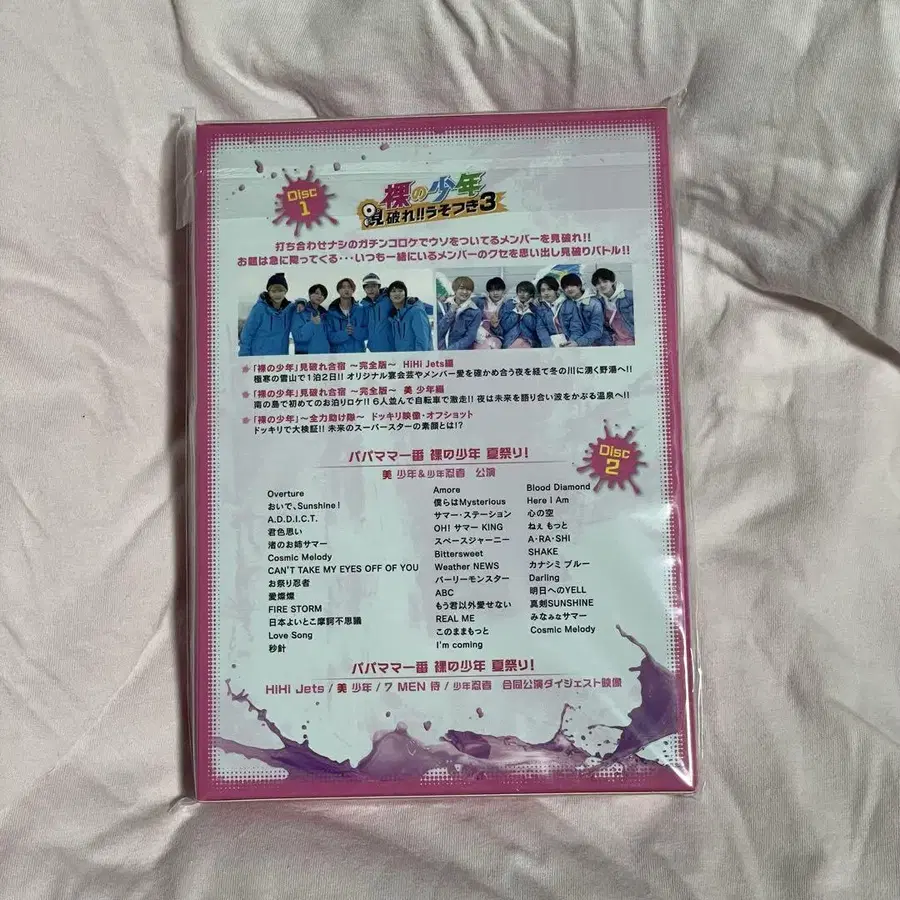 Disc
1
裸の少年
見破れ!!うそつき3
打ち合わせナシのガチンコロケでウソをついてるメンバーを見破れ!!
お題は急に降ってくる・・・いつも一緒にいるメンバーのクセを思い出し見破りバトル!!
「裸の少年」見破れ合宿 ～完全版～ HiHi Jets編
極寒の雪山で1泊2日!! オリジナル宴会芸やメンバー愛を確かめ合う夜を経て冬の川に湧く野湯へ!!
「裸の少年」見破れ合宿 ～完全版～ 美 少年編
南の島で初めてのお泊りロケ!! 6人並んで自転車で激走!! 夜は未来を語り合い波をかぶる温泉へ!!
「裸の少年」～全力助け隊～ ドッキリ映像・オフショット
ドッキリで大検証!! 未来のスーパースターの素顔とは!?
Disc
2
パパママ一番 裸の少年 夏祭り!
美 少年&少年忍者 公演
Overture
おいで、Sunshine!
A.D.D.I.C.T.
君色思い
渚のお姉サマー
Cosmic Melody
CAN'T TAKE MY EYES OFF OF YOU
お祭り忍者
愛燦燦
FIRE STORM
日本よいとこ摩訶不思議
Love Song
秒針
Amore
僕らはMysterious
サマー・ステーション
OH! サマー KING
スペースジャーニー
Bittersweet
Weather NEWS
バーリーモンスター
ABC
もう君以外愛せない
REAL ME
このままもっと
I'm coming
Blood Diamond
Here I Am
心の空
ねぇ もっと
A・RA・SHI
SHAKE
カナシミ ブルー
Darling
明日へのYELL
真剣SUNSHINE
みなみなサマー
Cosmic Melody
パパママ一番 裸の少年 夏祭り!
HiHi Jets / 美 少年 / 7 MEN 侍 / 少年忍者 合同公演ダイジェスト映像